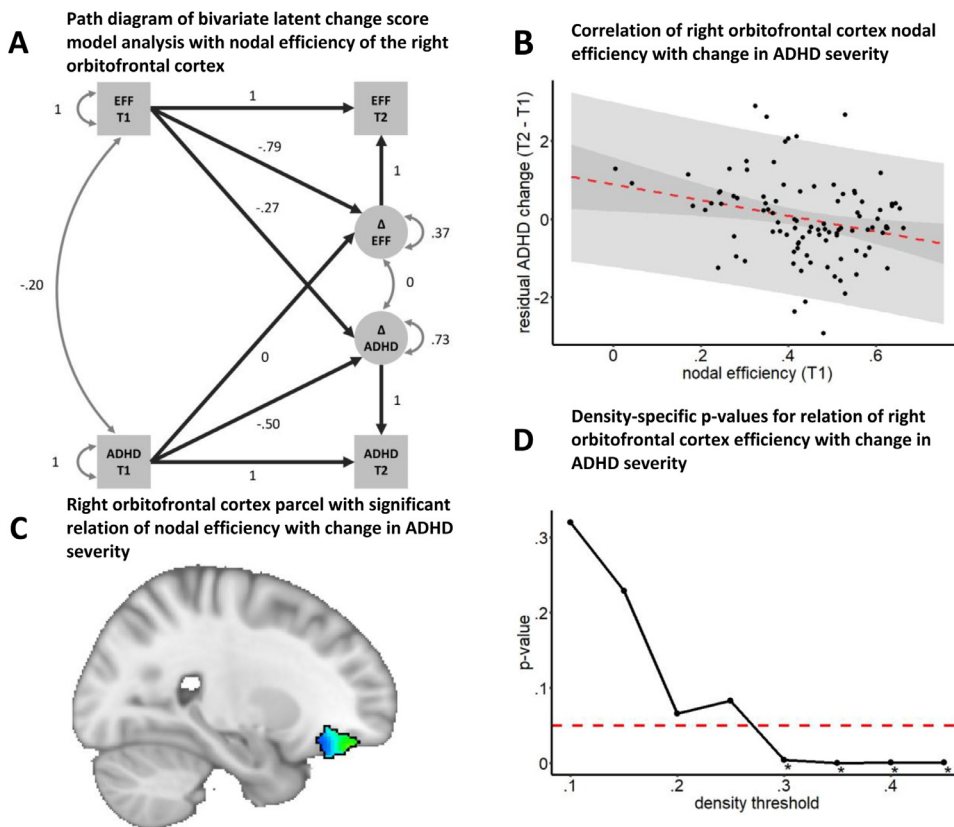 A
Path diagram of bivariate latent change score
model analysis with nodal efficiency of the right
orbitofrontal cortex
EFF
T1
1
1
EFF
T2
-.79
-.27
1
Δ
EFF
.37
0
-.20
Δ
ADHD
.73
0
-.50
1
ADHD
T1
1
1
ADHD
T2
B
Correlation of right orbitofrontal cortex nodal
efficiency with change in ADHD severity
residual ADHD change (T2 - T1)
2
0
-2
0
.2
.4
.6
nodal efficiency (T1)
C
Right orbitofrontal cortex parcel with significant
relation of nodal efficiency with change in ADHD
severity
D
Density-specific p-values for relation of right
orbitofrontal cortex efficiency with change in
ADHD severity
p-value
.3
.2
.1
0
* * * *
.1
.2
.3
.4
density threshold